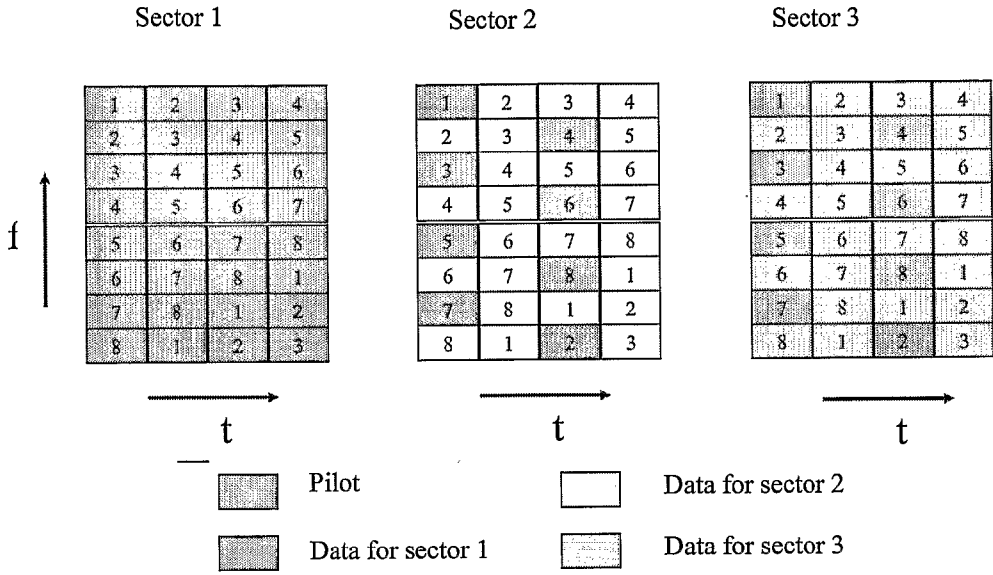 Sector 1 Sector 2 Sector 3
1 2 3 4 1 2 3 4 1 2 3 4
2 3 4 5 2 3 4 5 2 3 4 5
3 4 5 6 3 4 5 6 3 4 5 6
f 4 5 6 7 4 5 6 7 4 5 6 7
5 6 7 8 5 6 7 8 5 6 7 8
6 7 8 1 6 7 8 1 6 7 8 1
7 8 1 2 7 8 1 2 7 8 1 2
8 1 2 3 8 1 2 3 8 1 2 3
t t t
Pilot Data for sector 2
Data for sector 1 Data for sector 3